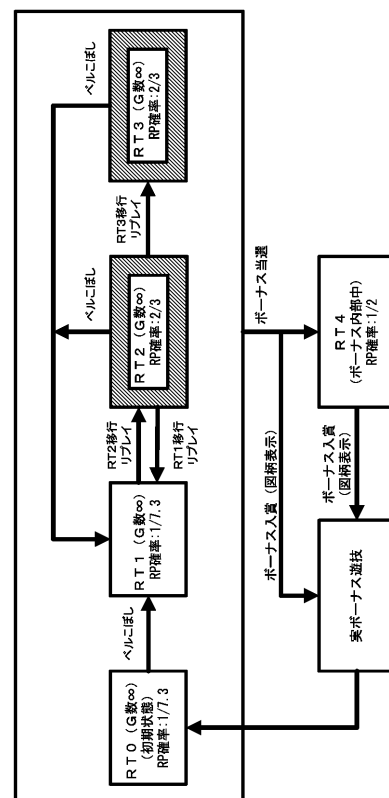 RT0（G数∞）
（初期状態）
RP確率:1/7.3
ベルこぼし
RT1（G数∞）
RP確率:1/7.3
RT2移行
リプレイ
RT1移行
リプレイ
RT2（G数∞）
RP確率:2/3
ベルこぼし
RT3移行
リプレイ
RT3（G数∞）
RP確率:2/3
ベルこぼし
ボーナス当選
ボーナス入賞（図柄表示）
RT4
（ボーナス内部中）
RP確率:1/2
ボーナス入賞
（図柄表示）
実ボーナス遊技